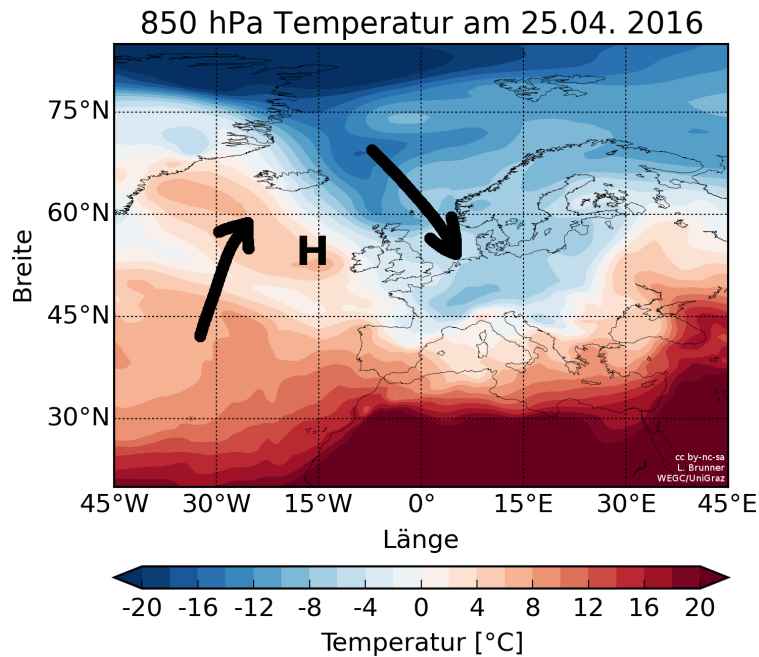 850 hPa Temperatur am 25.04. 2016
75°N
60°N
45°N
30°N
Breite
H
cc by-nc-sa
L. Brunner
WEGC/UniGraz
45°W 30°W 15°W 0° 15°E 30°E 45°E
Länge
-20 -16 -12 -8 -4 0 4 8 12 16 20
Temperatur [°C]